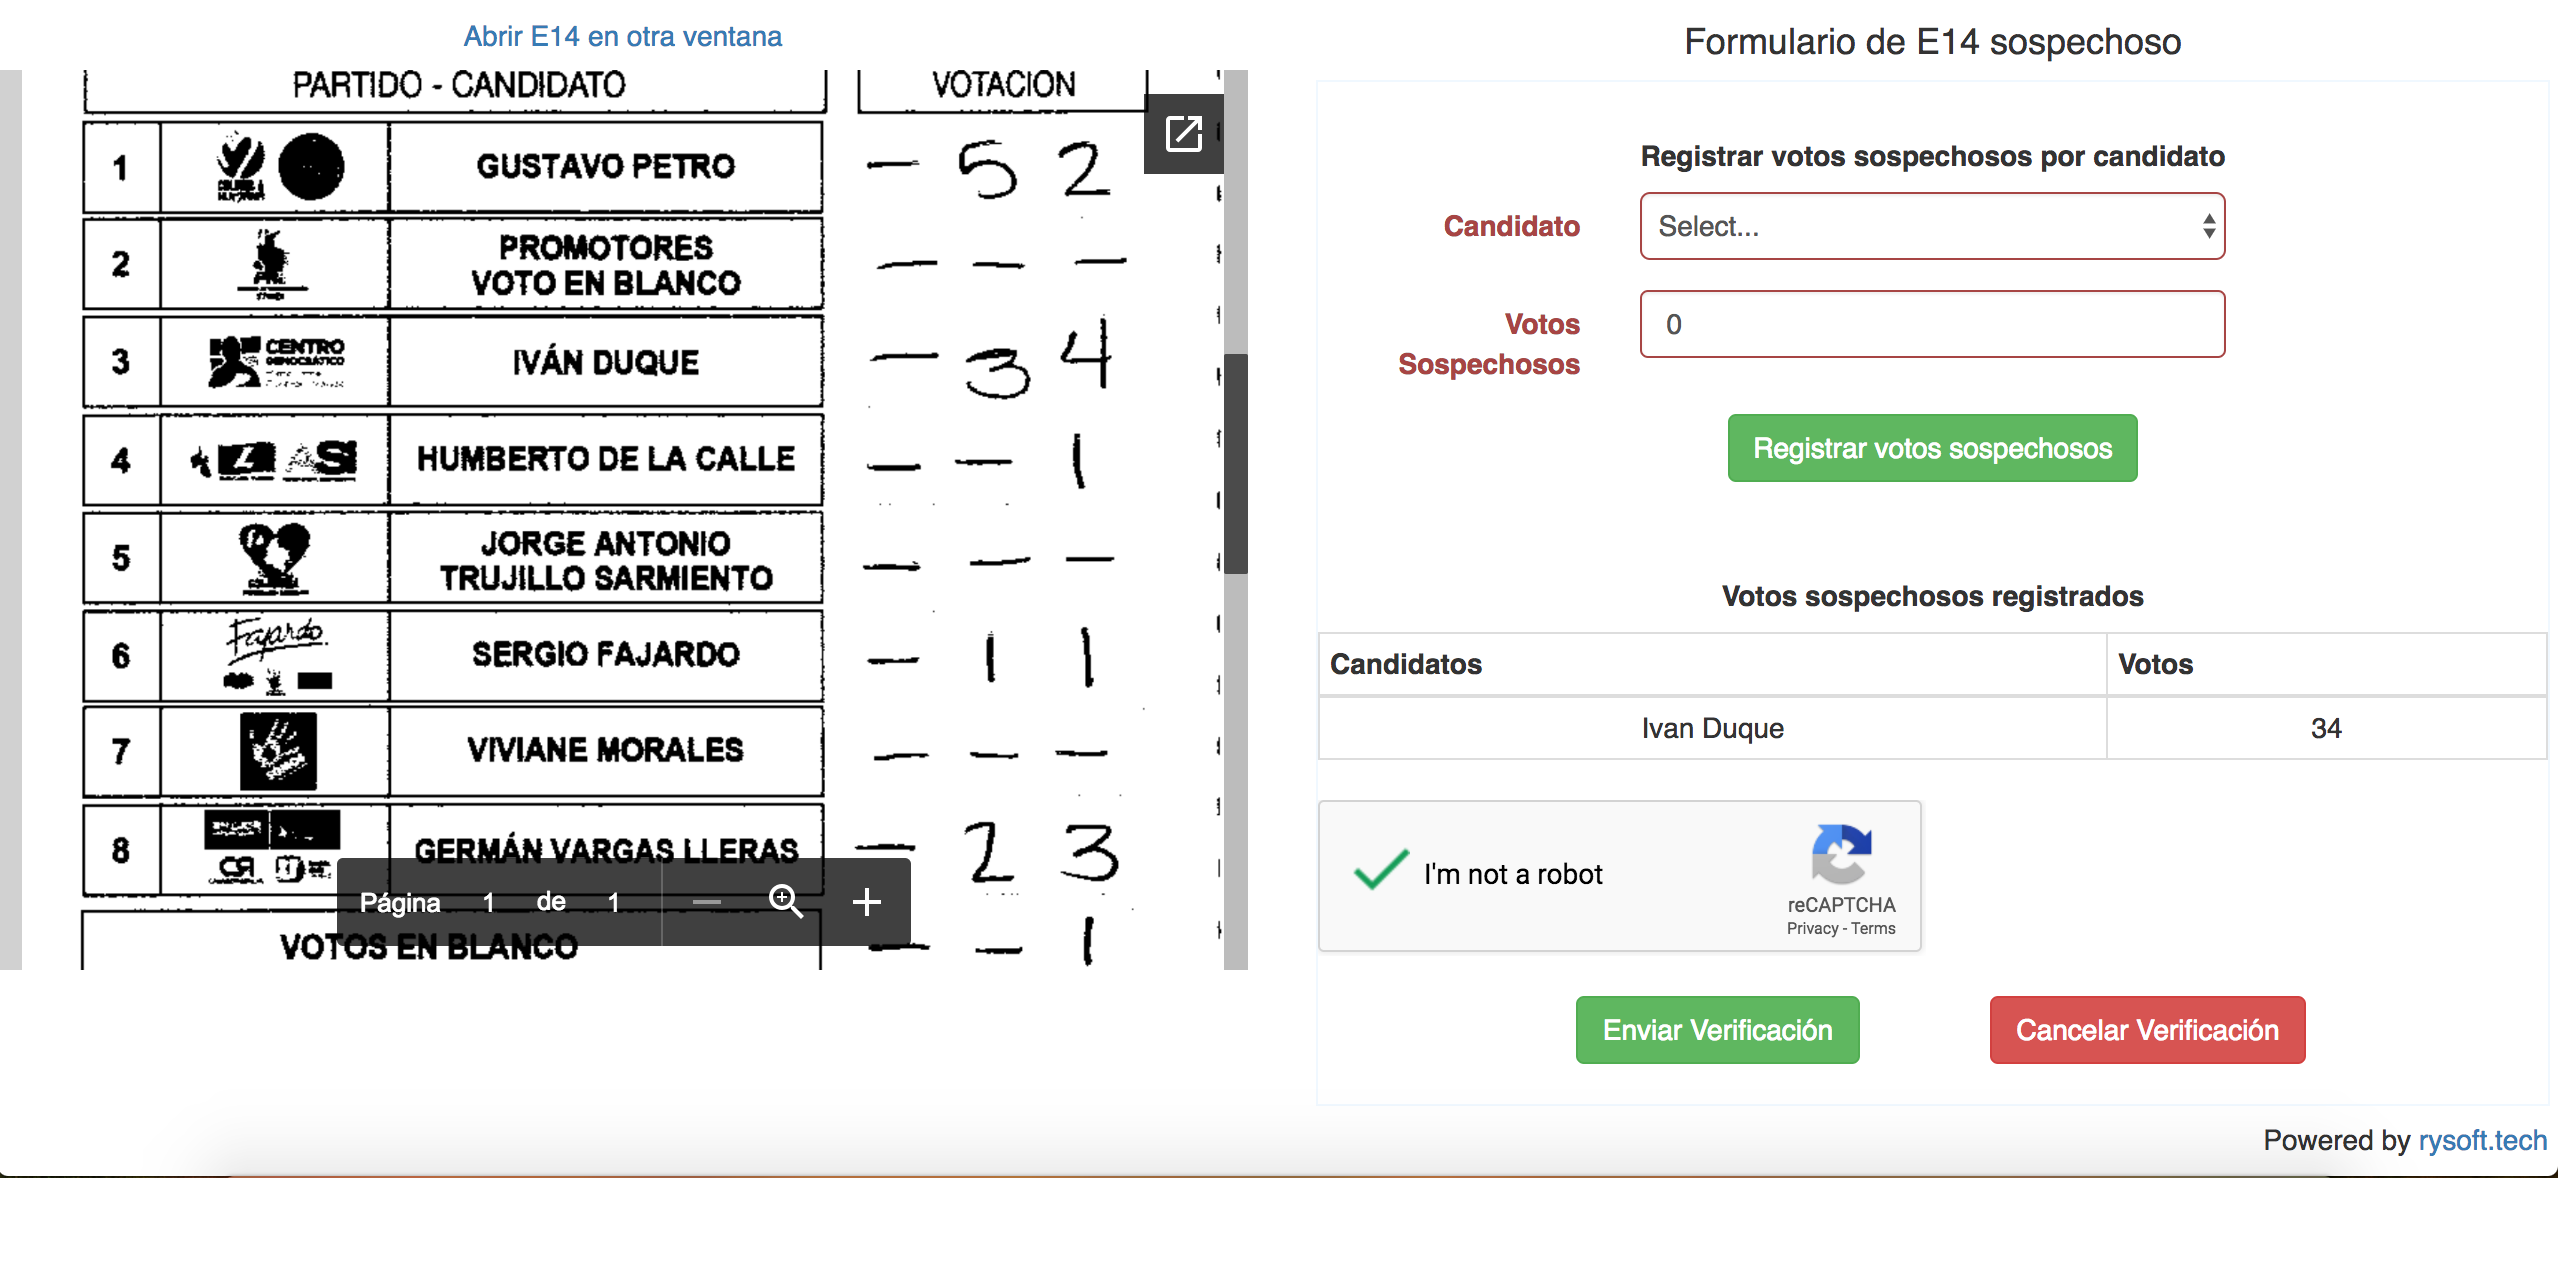 Abrir E14 en otra ventana
PARTIDO - CANDIDATO VOTACION
1 GUSTAVO PETRO - 5 2
2 PROMOTORES
VOTO EN BLANCO - - -
3 CENTRO
DEMOCRÁTICO IVÁN DUQUE - 3 4
4 L ASI HUMBERTO DE LA CALLE - - 1
5 JORGE ANTONIO
TRUJILLO SARMIENTO - - -
6 Fajardo SERGIO FAJARDO - 1 1
7 VIVIANE MORALES - - -
8 CR GERMÁN VARGAS LLERAS - 2 3
Página 1 de 1
VOTOS EN BLANCO - - 1
Formulario de E14 sospechoso
Registrar votos sospechosos por candidato
Candidato Select...
Votos
Sospechosos 0
Registrar votos sospechosos
Votos sospechosos registrados
Candidatos Votos
Ivan Duque 34
I'm not a robot
reCAPTCHA
Privacy - Terms
Enviar Verificación Cancelar Verificación
Powered by rysoft.tech